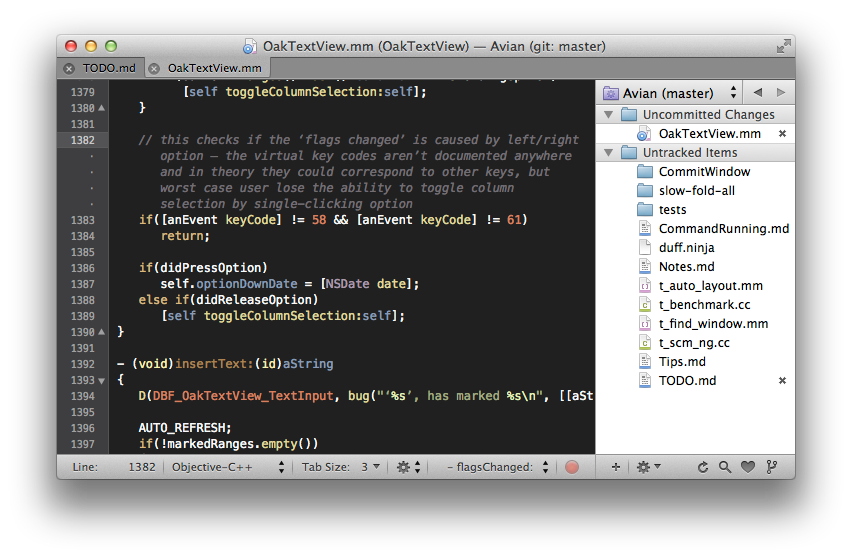 OakTextView.mm (OakTextView) — Avian (git: master)
TODO.md
OakTextView.mm
1379 [self toggleColumnSelection:self];
1380 }
1381
1382 // this checks if the ‘flags changed’ is caused by left/right
· option — the virtual key codes aren’t documented anywhere
· and in theory they could correspond to other keys, but
· worst case user lose the ability to toggle column
· selection by single-clicking option
1383 if([anEvent keyCode] != 58 && [anEvent keyCode] != 61)
1384 return;
1385
1386 if(didPressOption)
1387 self.optionDownDate = [NSDate date];
1388 else if(didReleaseOption)
1389 [self toggleColumnSelection:self];
1390 }
1391
1392 - (void)insertText:(id)aString
1393 {
1394 D(DBF_OakTextView_TextInput, bug("‘%s’, has marked %s\n", [[aSt
1395
1396 AUTO_REFRESH;
1397 if(!markedRanges.empty())
Line: 1382 Objective-C++ Tab Size: 3 - flagsChanged:
Avian (master)
Uncommitted Changes
OakTextView.mm
Untracked Items
CommitWindow
slow-fold-all
tests
CommandRunning.md
duff.ninja
Notes.md
t_auto_layout.mm
t_benchmark.cc
t_find_window.mm
t_scm_ng.cc
Tips.md
TODO.md